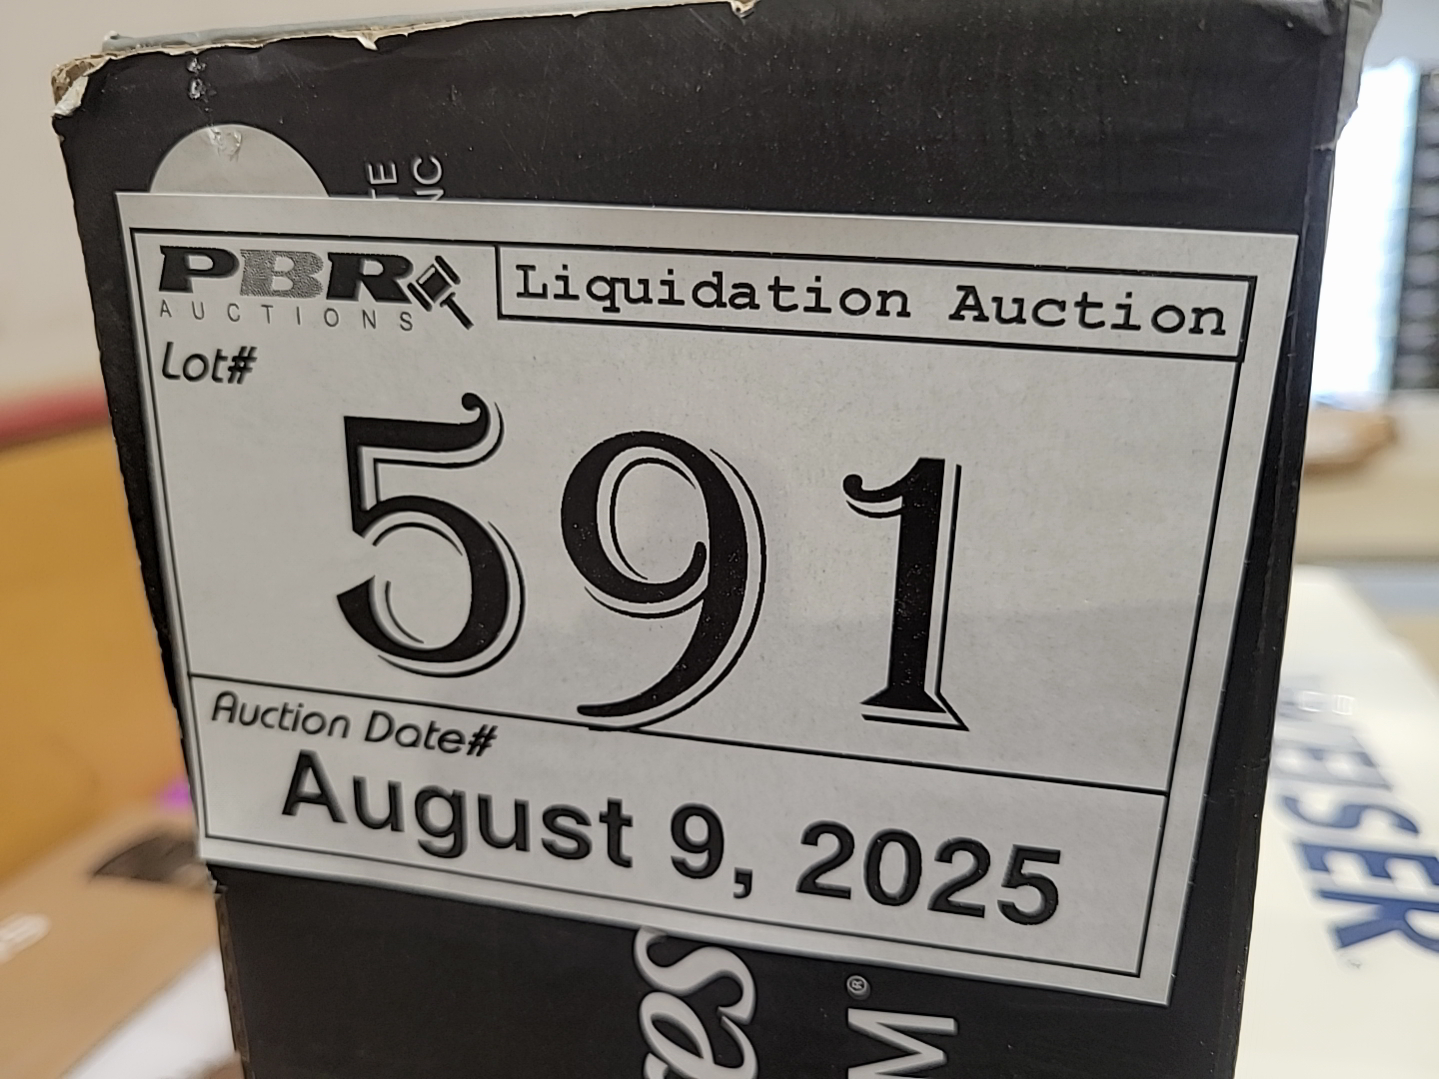 PBR
AUCTIONS
Liquidation Auction
Lot#
591
Auction Date#
August 9, 2025
M®